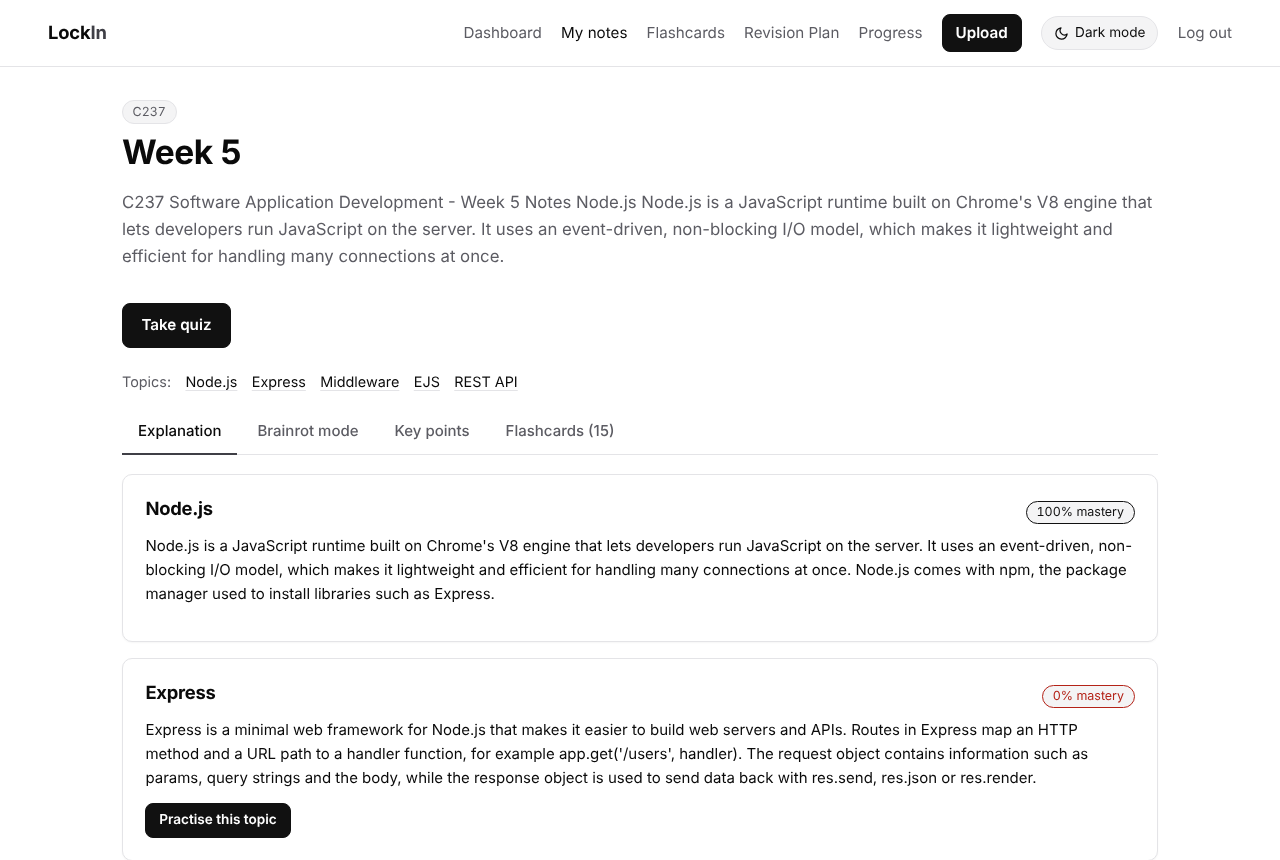 LockIn
Dashboard
My notes
Flashcards
Revision Plan
Progress
Upload
Dark mode
Log out
C237
Week 5
C237 Software Application Development - Week 5 Notes Node.js Node.js is a JavaScript runtime built on Chrome's V8 engine that
lets developers run JavaScript on the server. It uses an event-driven, non-blocking I/O model, which makes it lightweight and
efficient for handling many connections at once.
Take quiz
Topics: Node.js Express Middleware EJS REST API
Explanation
Brainrot mode
Key points
Flashcards (15)
Node.js
100% mastery
Node.js is a JavaScript runtime built on Chrome's V8 engine that lets developers run JavaScript on the server. It uses an event-driven, non-
blocking I/O model, which makes it lightweight and efficient for handling many connections at once. Node.js comes with npm, the package
manager used to install libraries such as Express.
Express
0% mastery
Express is a minimal web framework for Node.js that makes it easier to build web servers and APIs. Routes in Express map an HTTP
method and a URL path to a handler function, for example app.get('/users', handler). The request object contains information such as
params, query strings and the body, while the response object is used to send data back with res.send, res.json or res.render.
Practise this topic